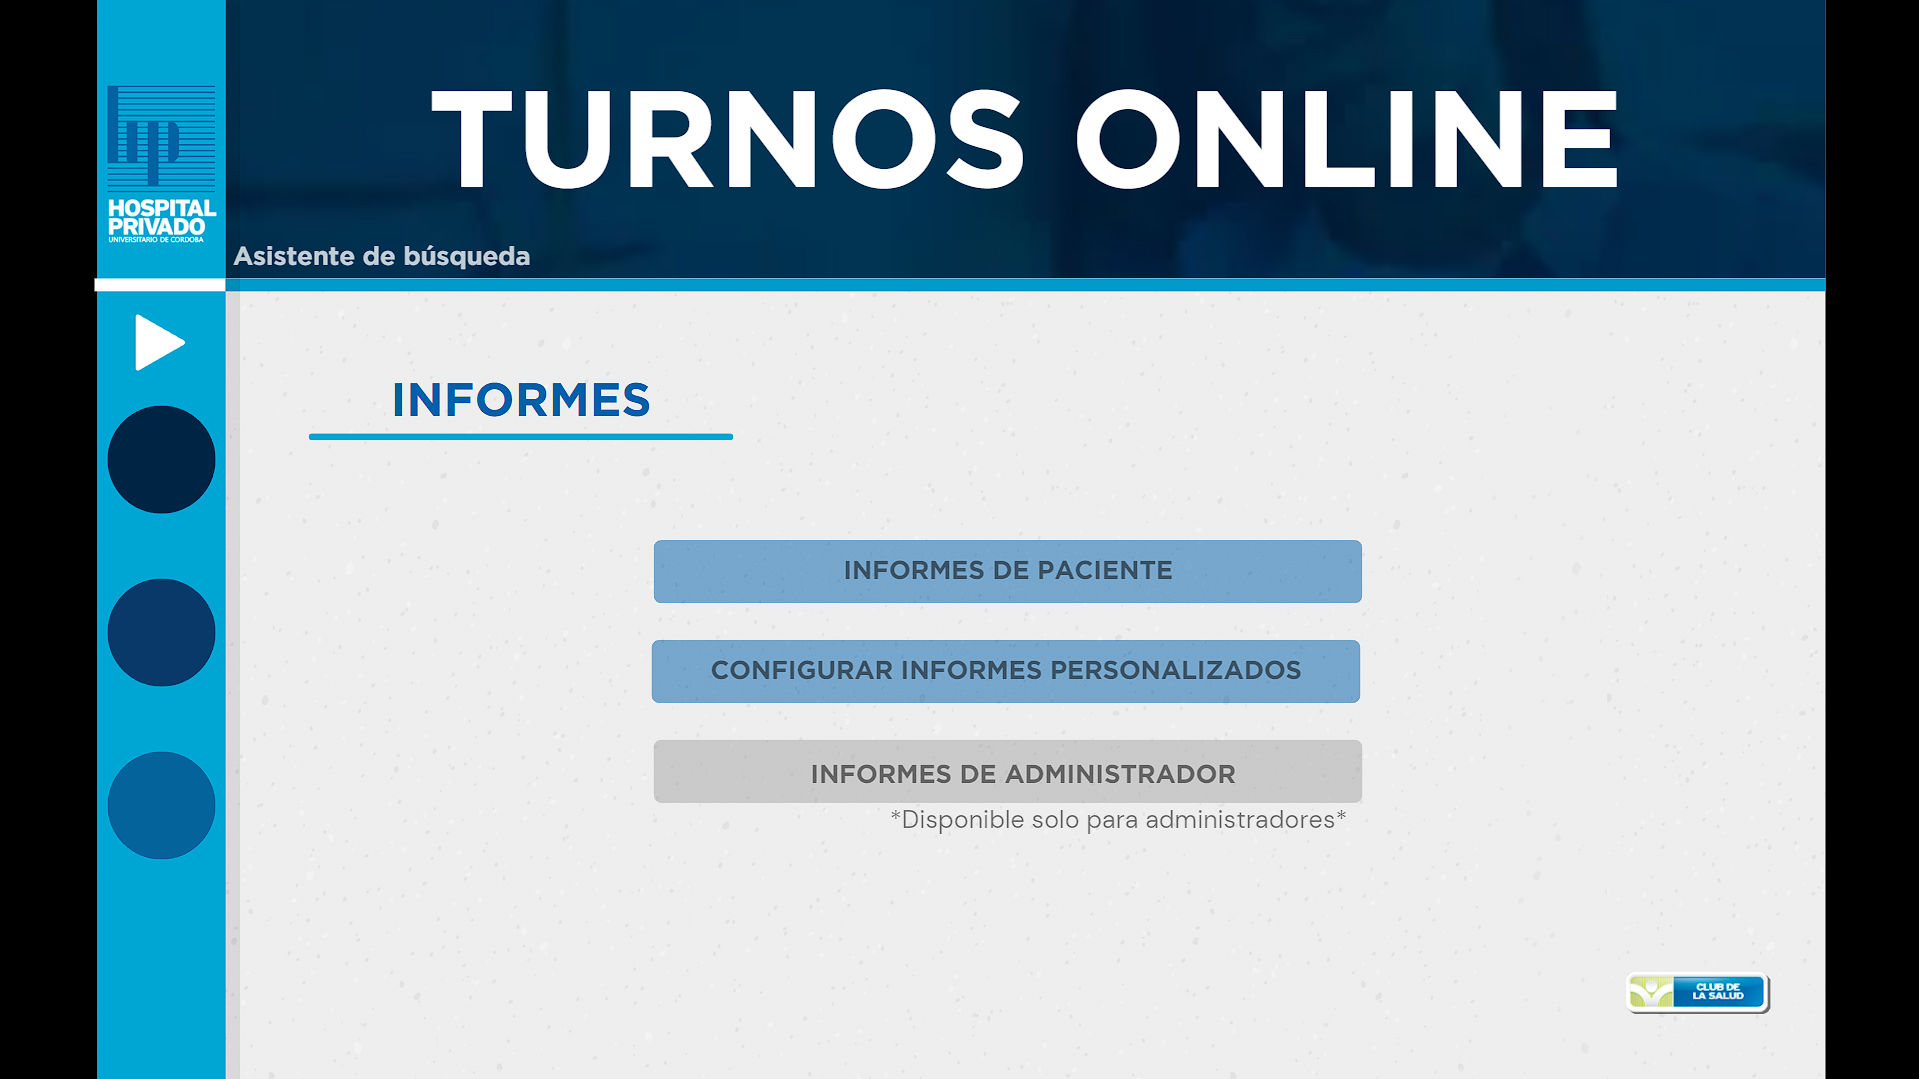 TURNOS ONLINE
hp
HOSPITAL
PRIVADO
UNIVERSITARIO DE CORDOBA
Asistente de búsqueda
INFORMES
INFORMES DE PACIENTE
CONFIGURAR INFORMES PERSONALIZADOS
INFORMES DE ADMINISTRADOR
*Disponible solo para administradores*
CLUB DE
LA SALUD